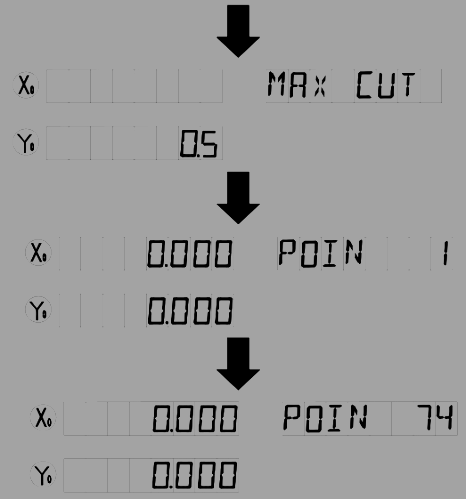 X₀ MAX CUT
Y₀ 0.5
X₀ 0.000 POIN 1
Y₀ 0.000
X₀ 0.000 POIN 74
Y₀ 0.000